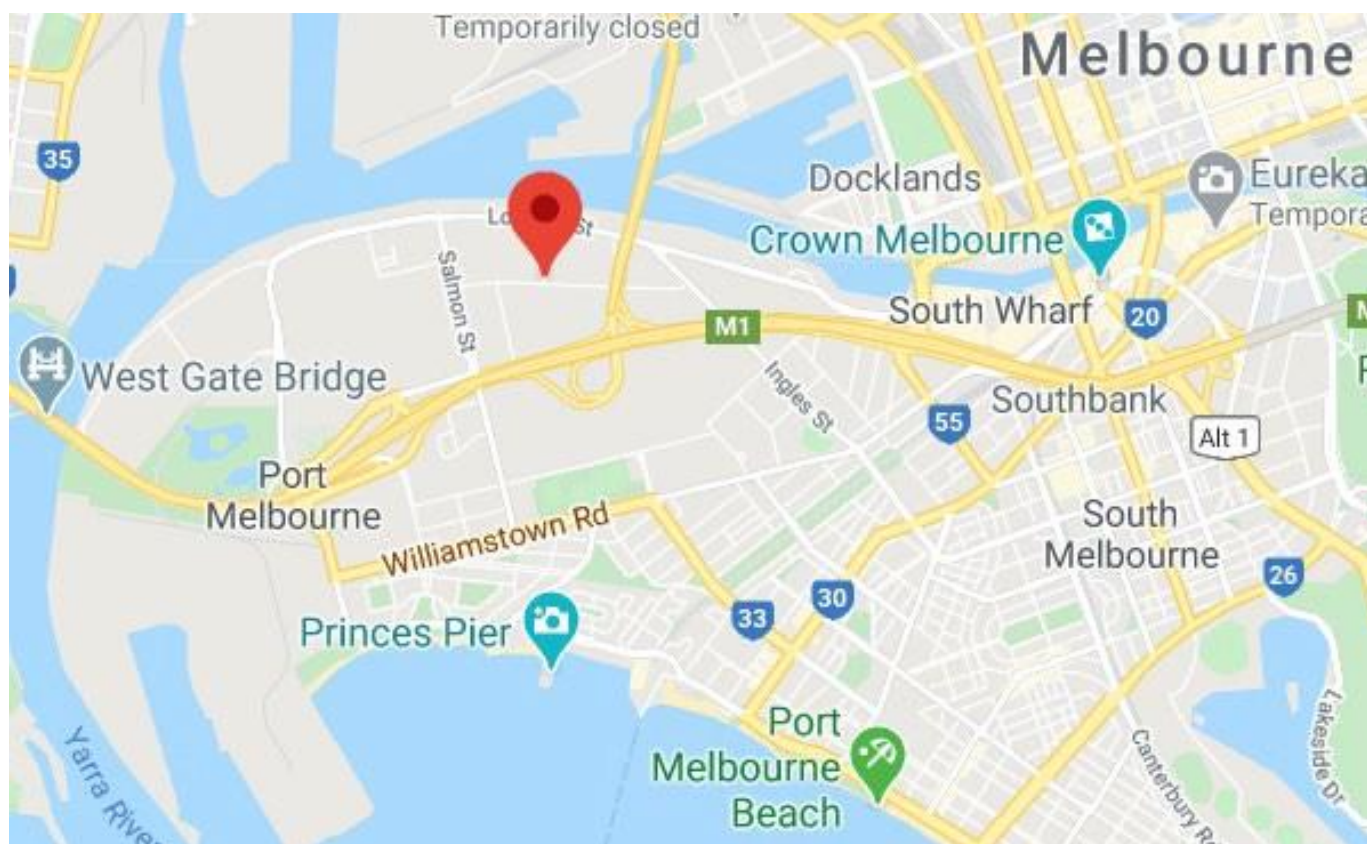 Temporarily closed
Melbourne
35
Docklands
Eureka
Tempora
Crown Melbourne
Salmon St
South Wharf
20
M1
M
West Gate Bridge
Ingles St
Southbank
55
Alt 1
Port
Melbourne
South
Melbourne
Williamstown Rd
26
30
33
Princes Pier
Port
Melbourne
Beach
Lakeside Dr
Canterbury Rd
Yarra River